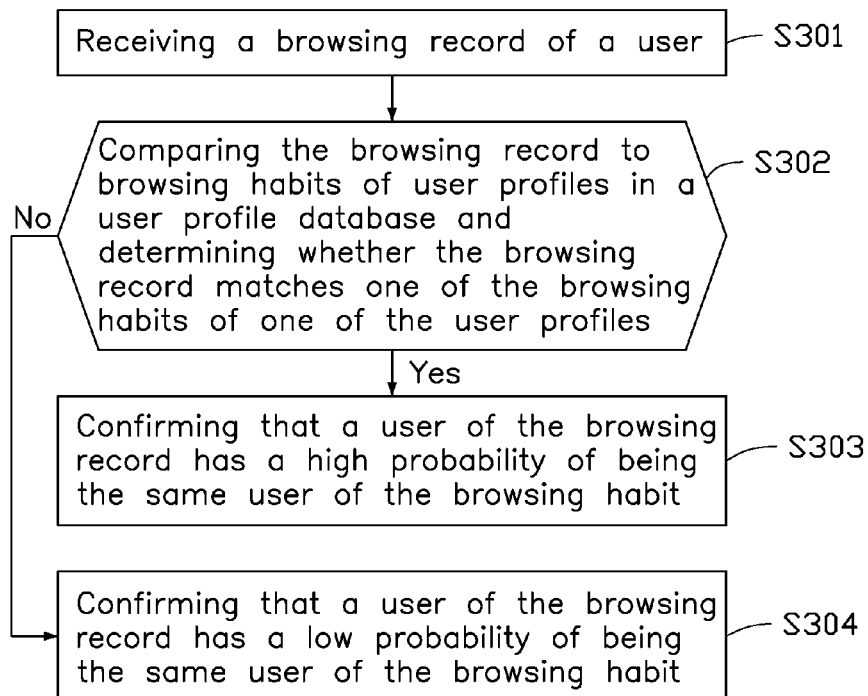 Receiving a browsing record of a user
S301
Comparing the browsing record to
browsing habits of user profiles in a
user profile database and
determining whether the browsing
record matches one of the browsing
habits of one of the user profiles
S302
No
Yes
Confirming that a user of the browsing
record has a high probability of being
the same user of the browsing habit
S303
Confirming that a user of the browsing
record has a low probability of being
the same user of the browsing habit
S304